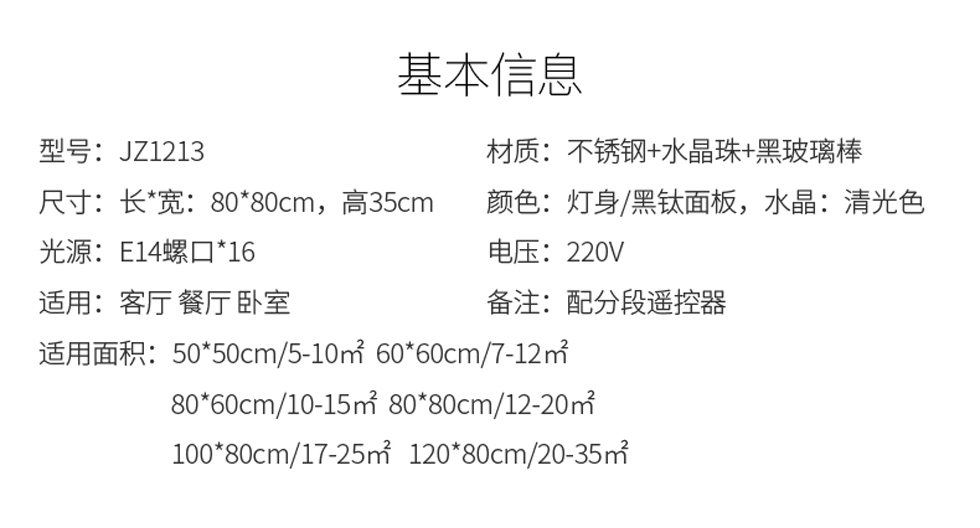 基本信息
型号：JZ1213
材质：不锈钢+水晶珠+黑玻璃棒
尺寸：长*宽：80*80cm，高35cm
颜色：灯身/黑钛面板，水晶：清光色
光源：E14螺口*16
电压：220V
适用：客厅 餐厅 卧室
备注：配分段遥控器
适用面积：50*50cm/5-10㎡ 60*60cm/7-12㎡
80*60cm/10-15㎡ 80*80cm/12-20㎡
100*80cm/17-25㎡ 120*80cm/20-35㎡